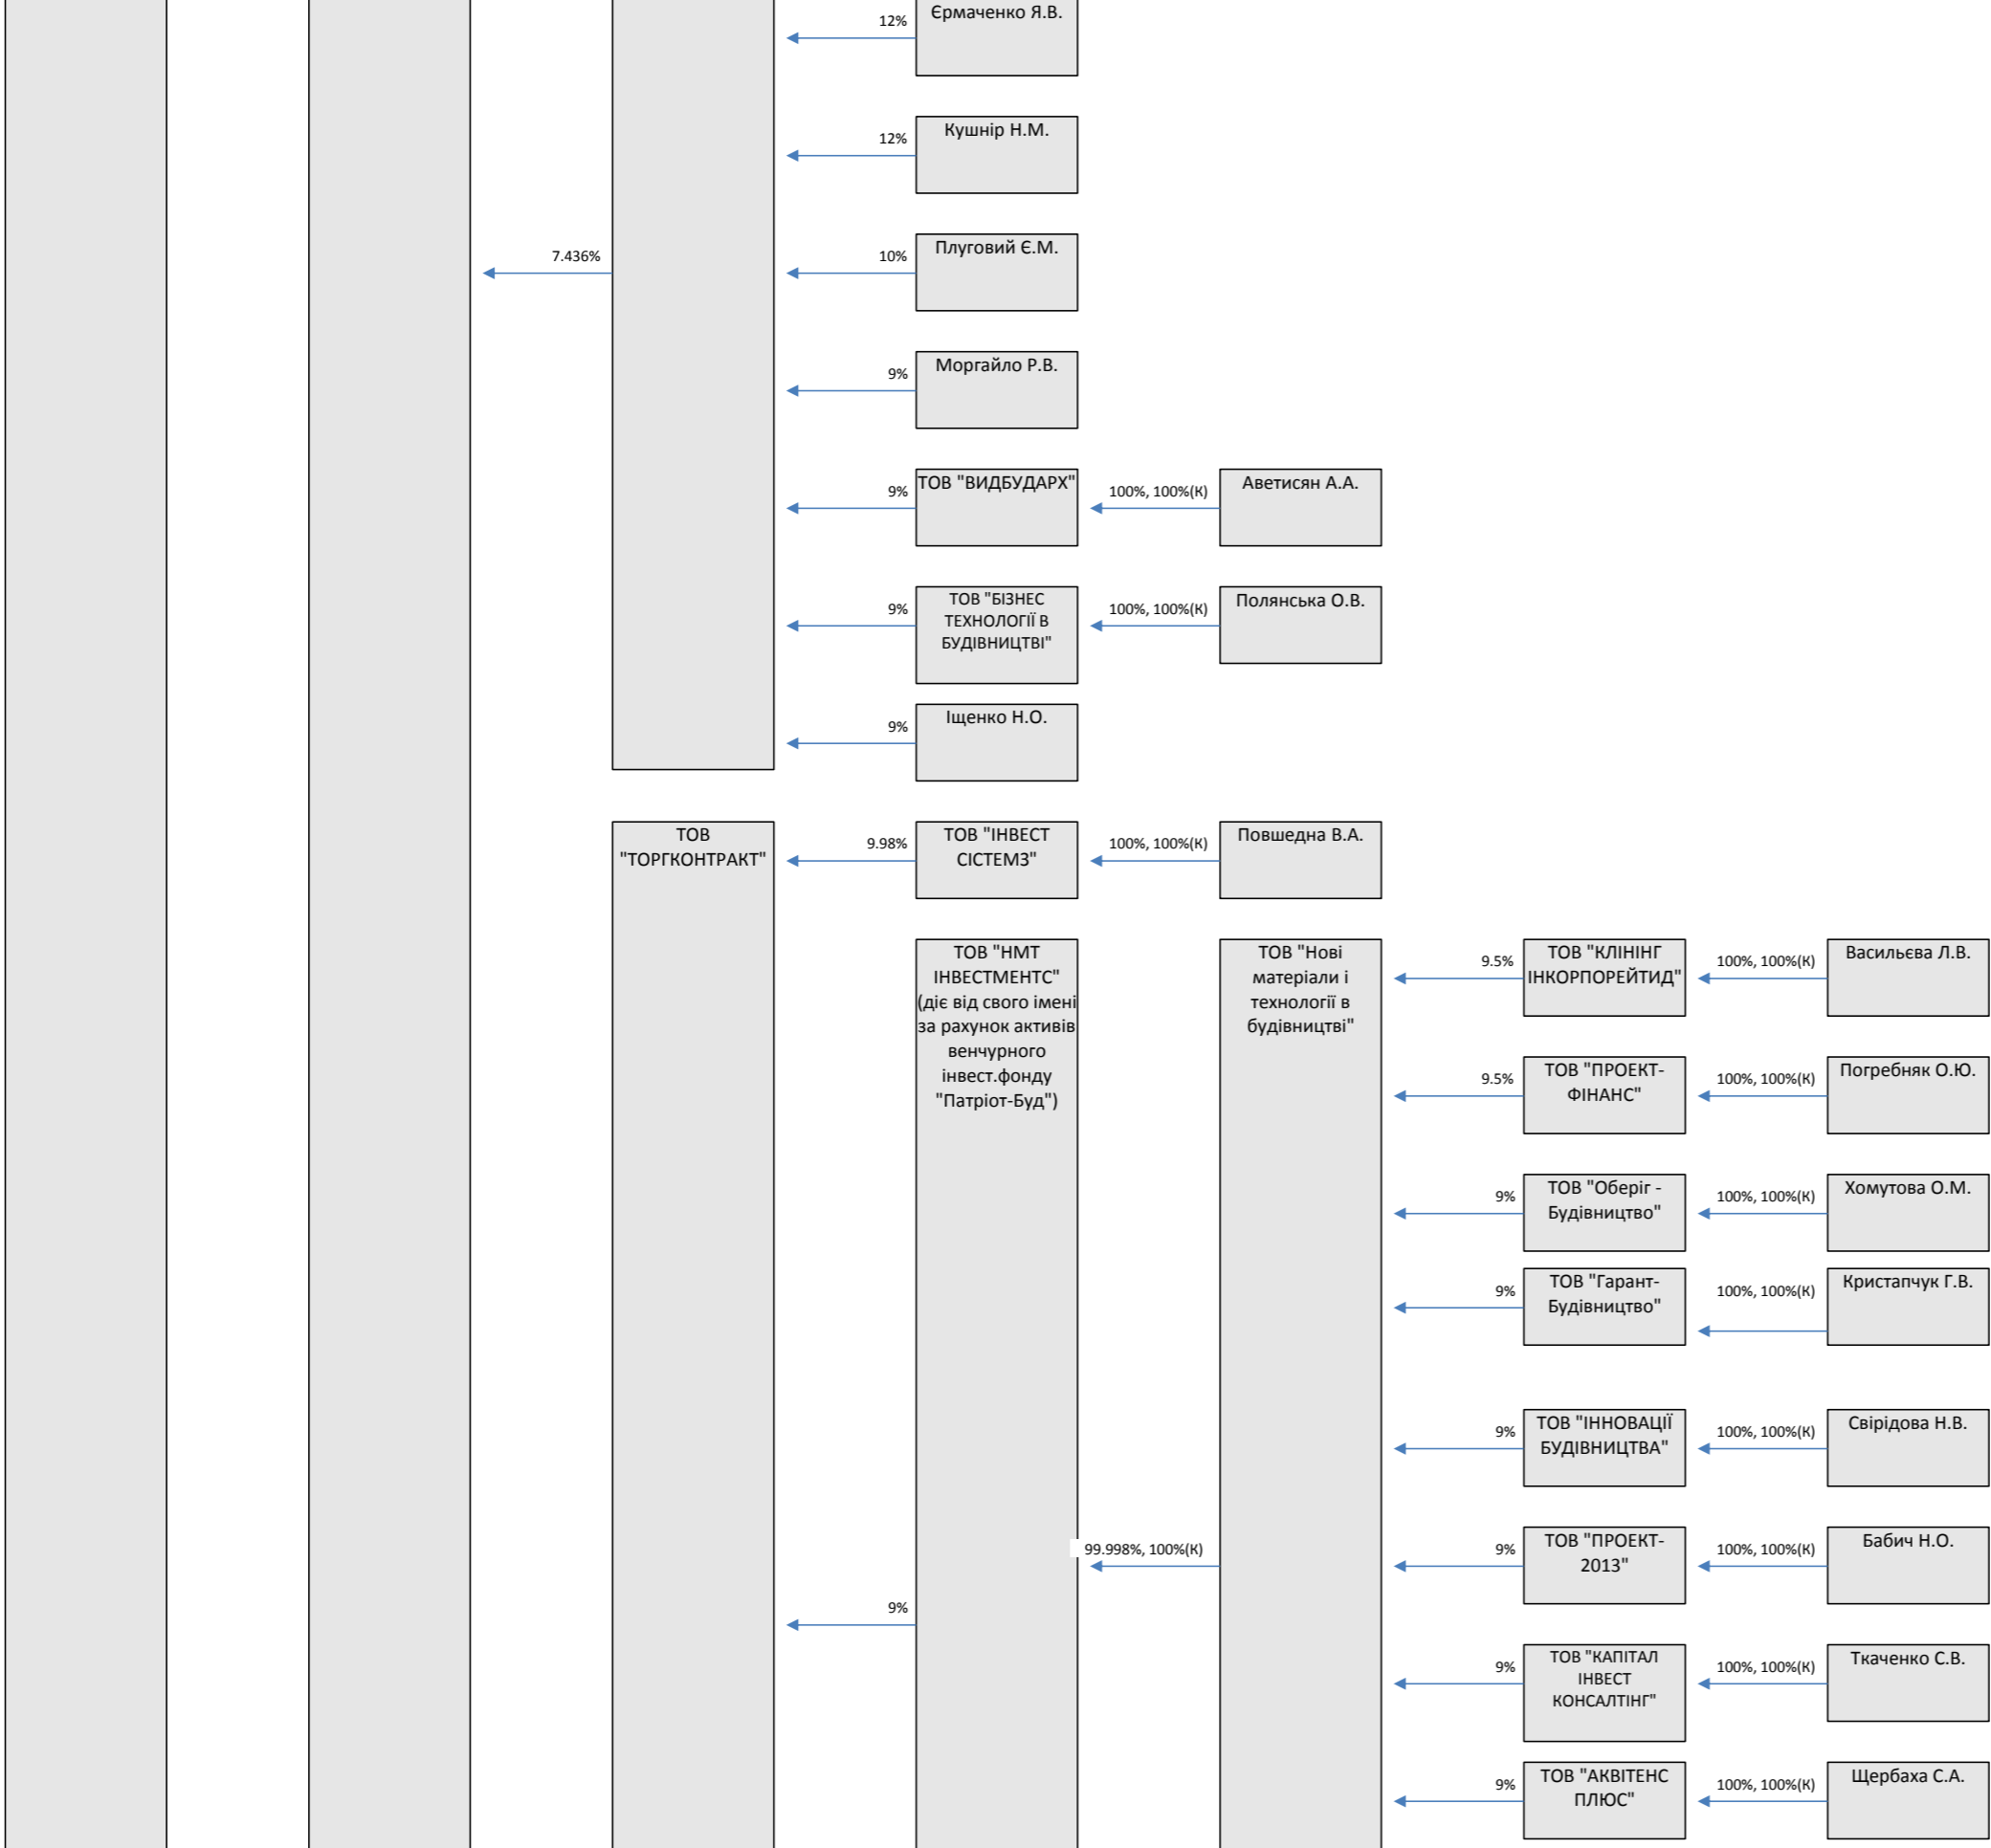 Єрмаченко Я.В.
12%
Кушнір Н.М.
12%
Плуговий Є.М.
7.436%
10%
Моргайло Р.В.
9%
ТОВ "ВИДБУДАРХ"
9%
Аветисян А.А.
100%, 100%(К)
ТОВ "БІЗНЕС
ТЕХНОЛОГІЇ В
БУДІВНИЦТВІ"
9%
Полянська О.В.
100%, 100%(К)
Іщенко Н.О.
9%
ТОВ
"ТОРГКОНТРАКТ"
9.98%
ТОВ "ІНВЕСТ
СІСТЕМЗ"
100%, 100%(К)
Повшедна В.А.
ТОВ "НМТ
ІНВЕСТМЕНТС"
(діє від свого імені
за рахунок активів
венчурного
інвест.фонду
"Патріот-Буд")
9%
99.998%, 100%(К)
ТОВ "Нові
матеріали і
технології в
будівництві"
9.5%
ТОВ "КЛІНІНГ
ІНКОРПОРЕЙТИД"
100%, 100%(К)
Васильєва Л.В.
9.5%
ТОВ "ПРОЕКТ-
ФІНАНС"
100%, 100%(К)
Погребняк О.Ю.
9%
ТОВ "Оберіг -
Будівництво"
100%, 100%(К)
Хомутова О.М.
9%
ТОВ "Гарант-
Будівництво"
100%, 100%(К)
Кристапчук Г.В.
9%
ТОВ "ІННОВАЦІЇ
БУДІВНИЦТВА"
100%, 100%(К)
Свірідова Н.В.
9%
ТОВ "ПРОЕКТ-
2013"
100%, 100%(К)
Бабич Н.О.
9%
ТОВ "КАПІТАЛ
ІНВЕСТ
КОНСАЛТІНГ"
100%, 100%(К)
Ткаченко С.В.
9%
ТОВ "АКВІТЕНС
ПЛЮС"
100%, 100%(К)
Щербаха С.А.